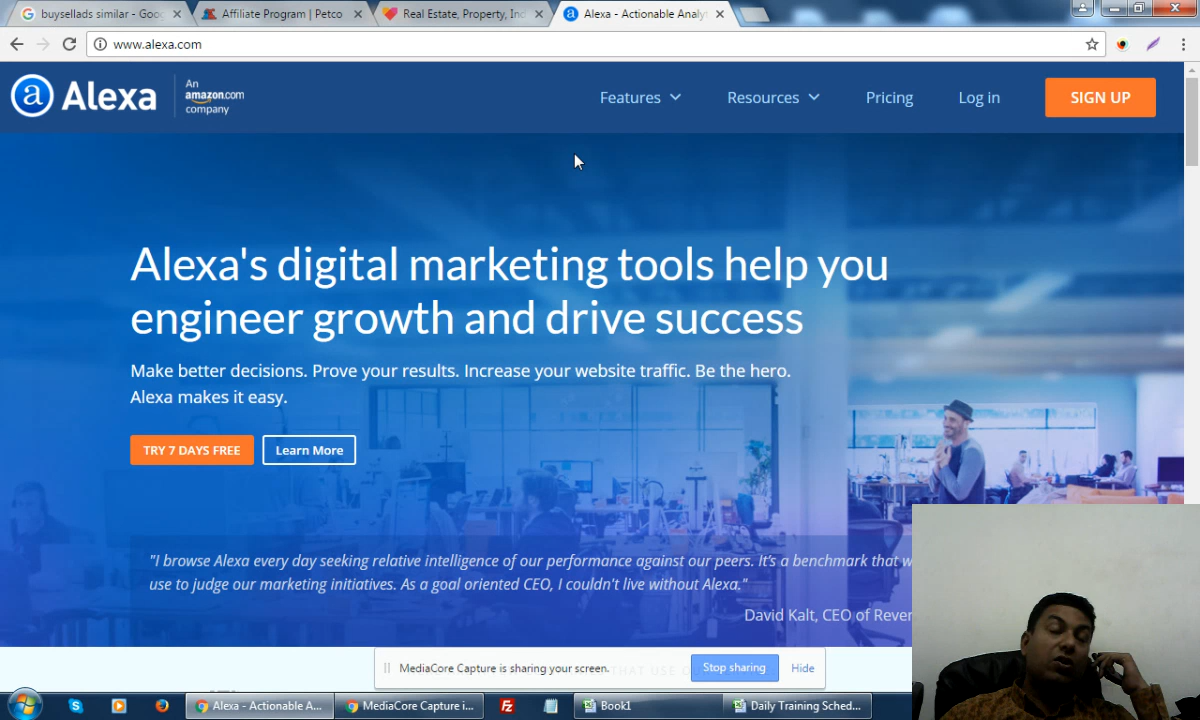 buysellads similar - Goo
Affiliate Program | Petco
Real Estate, Property, In
Alexa - Actionable Analy
www.alexa.com
a Alexa
An
amazon.com
company
Features
Resources
Pricing
Log in
SIGN UP
Alexa's digital marketing tools help you
engineer growth and drive success
Make better decisions. Prove your results. Increase your website traffic. Be the hero.
Alexa makes it easy.
TRY 7 DAYS FREE
Learn More
"I browse Alexa every day seeking relative intelligence of our performance against our peers. It's a benchmark that w
use to judge our marketing initiatives. As a goal oriented CEO, I couldn't live without Alexa."
David Kalt, CEO of Rever
MediaCore Capture is sharing your screen.
Stop sharing
Hide
Alexa - Actionable A...
MediaCore Capture i...
Book1
Daily Training Sched...